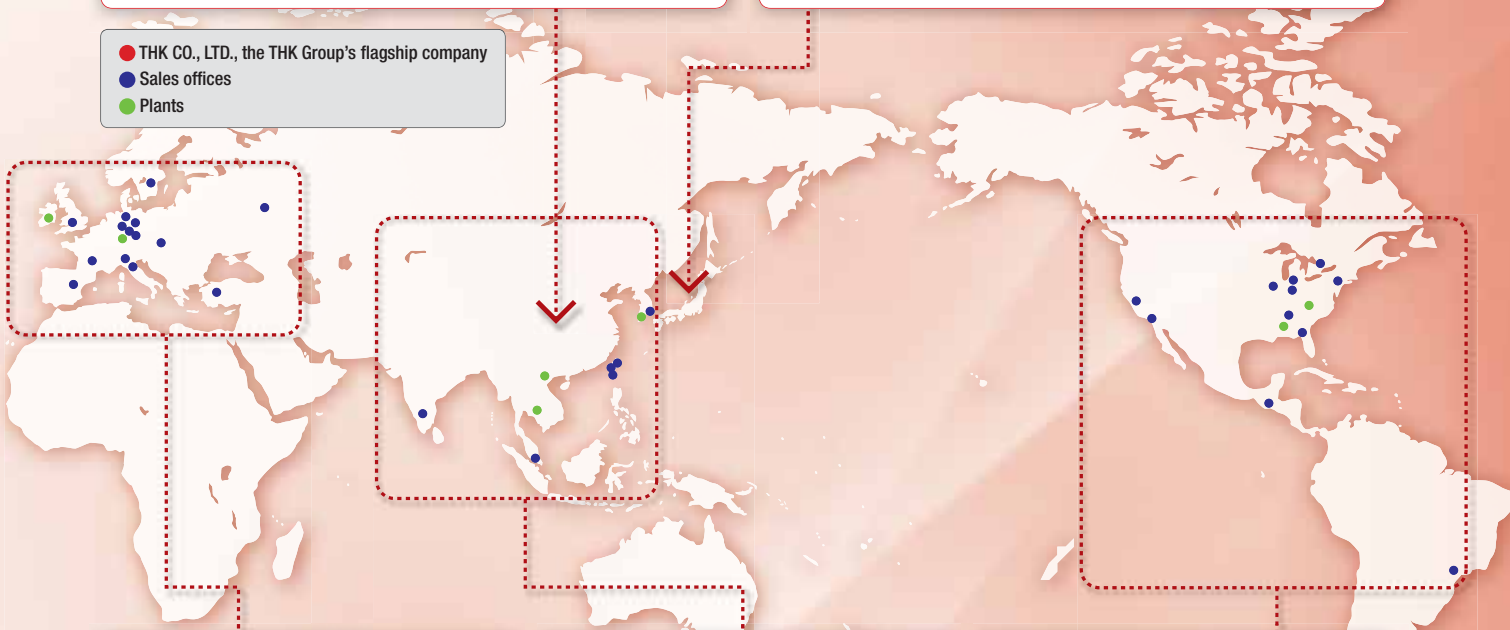 THK CO., LTD., the THK Group's flagship company
Sales offices
Plants